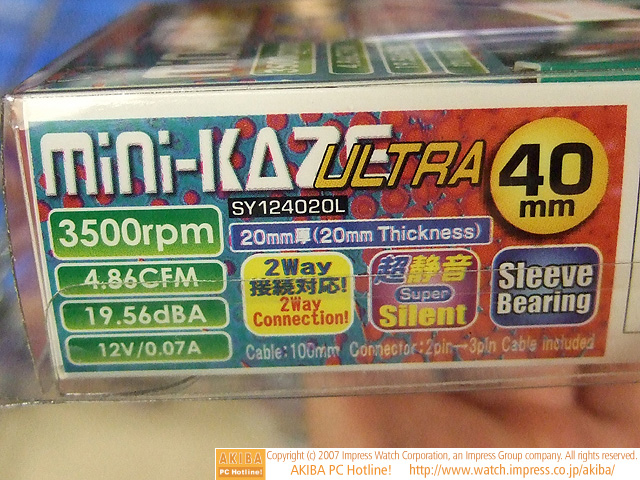 MiNi-KAZE ULTRA
SY124020L
40
mm
3500rpm
4.86CFM
19.56dBA
12V/0.07A
20mm厚(20mm Thickness)
2Way
接続対応!
2Way
Connection!
超静音
Super
Silent
Sleeve
Bearing
Cable:100mm Connector:2pin→3pin Cable included
AKIBA
PC Hotline!
Copyright (c) 2007 Impress Watch Corporation, an Impress Group company. All rights reserved.
AKIBA PC Hotline! http://www.watch.impress.co.jp/akiba/